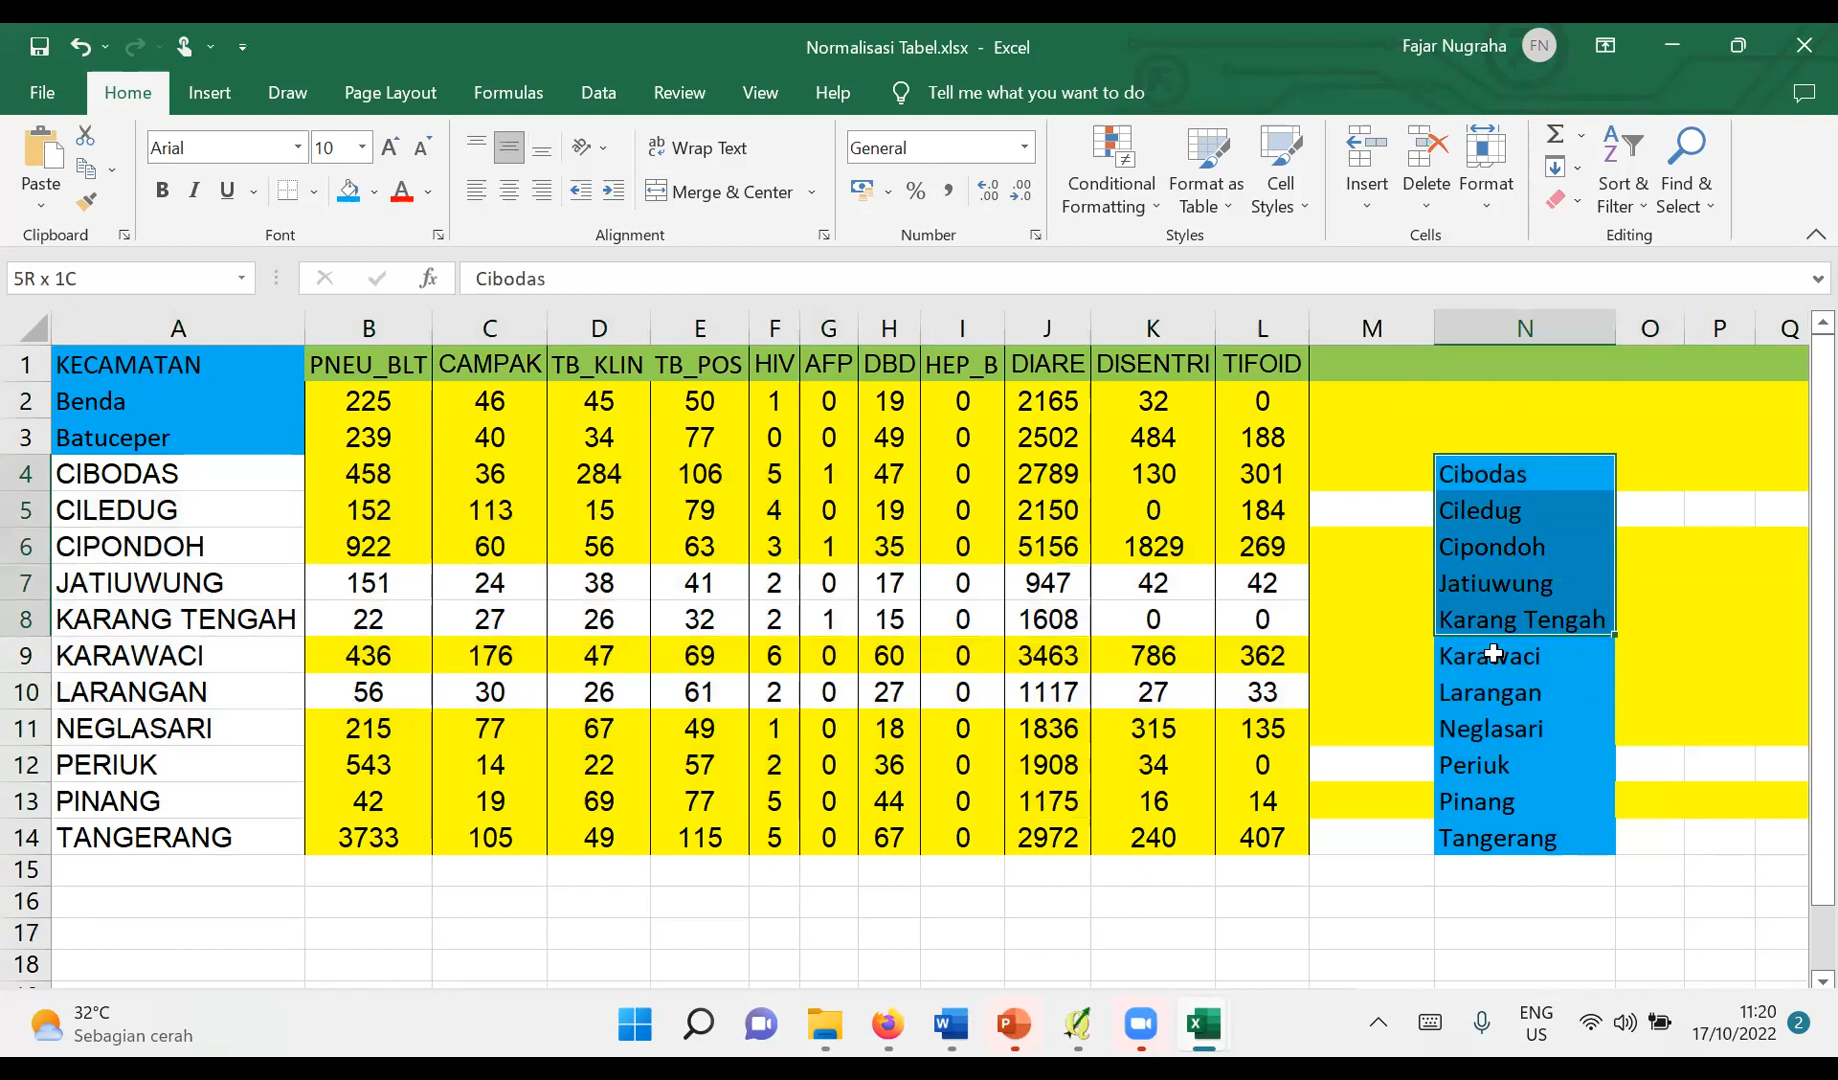 Normalisasi Tabel.xlsx - Excel
Fajar Nugraha FN
File Home Insert Draw Page Layout Formulas Data Review View Help Tell me what you want to do
Paste
Clipboard
Arial 10
B I U
Font
ab Wrap Text
Merge & Center
Alignment
General
%
Number
Conditional Formatting
Format as Table
Cell Styles
Styles
Insert Delete Format
Cells
Sort & Filter
Find & Select
Editing
5R x 1C fx Cibodas
A B C D E F G H I J K L M N O P Q
1 KECAMATAN PNEU_BLT CAMPAK TB_KLIN TB_POS HIV AFP DBD HEP_B DIARE DISENTRI TIFOID
2 Benda 225 46 45 50 1 0 19 0 2165 32 0
3 Batuceper 239 40 34 77 0 0 49 0 2502 484 188
4 CIBODAS 458 36 284 106 5 1 47 0 2789 130 301 Cibodas
5 CILEDUG 152 113 15 79 4 0 19 0 2150 0 184 Ciledug
6 CIPONDOH 922 60 56 63 3 1 35 0 5156 1829 269 Cipondoh
7 JATIUWUNG 151 24 38 41 2 0 17 0 947 42 42 Jatiuwung
8 KARANG TENGAH 22 27 26 32 2 1 15 0 1608 0 0 Karang Tengah
9 KARAWACI 436 176 47 69 6 0 60 0 3463 786 362 Karawaci
10 LARANGAN 56 30 26 61 2 0 27 0 1117 27 33 Larangan
11 NEGLASARI 215 77 67 49 1 0 18 0 1836 315 135 Neglasari
12 PERIUK 543 14 22 57 2 0 36 0 1908 34 0 Periuk
13 PINANG 42 19 69 77 5 0 44 0 1175 16 14 Pinang
14 TANGERANG 3733 105 49 115 5 0 67 0 2972 240 407 Tangerang
15
16
17
18
32°C
Sebagian cerah
ENG
US
11:20
17/10/2022
2